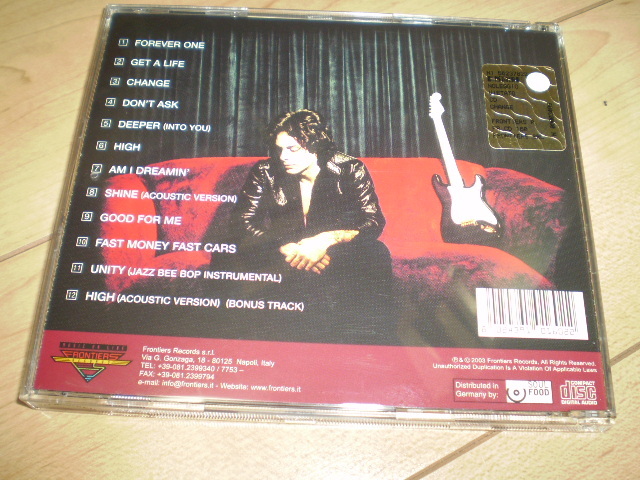 1 FOREVER ONE
2 GET A LIFE
3 CHANGE
4 DON'T ASK
5 DEEPER (INTO YOU)
6 HIGH
7 AM I DREAMIN'
8 SHINE (ACOUSTIC VERSION)
9 GOOD FOR ME
10 FAST MONEY FAST CARS
11 UNITY (JAZZ BEE BOP INSTRUMENTAL)
12 HIGH (ACOUSTIC VERSION) (BONUS TRACK)
FRONTIERS
Frontiers Records s.r.l.
Via G. Gonzaga, 18 - 80125 Napoli, Italy
TEL: +39-081.2399340 / 7753 -
FAX: +39-081.2399794
e-mail: info@frontiers.it - Website: www.frontiers.it
℗ & © 2003 Frontiers Records, All Rights Reserved.
Unauthorized Duplication Is A Violation Of Applicable Laws
Distributed in
Germany by:
SOUL
FOOD
COMPACT
disc
DIGITAL AUDIO